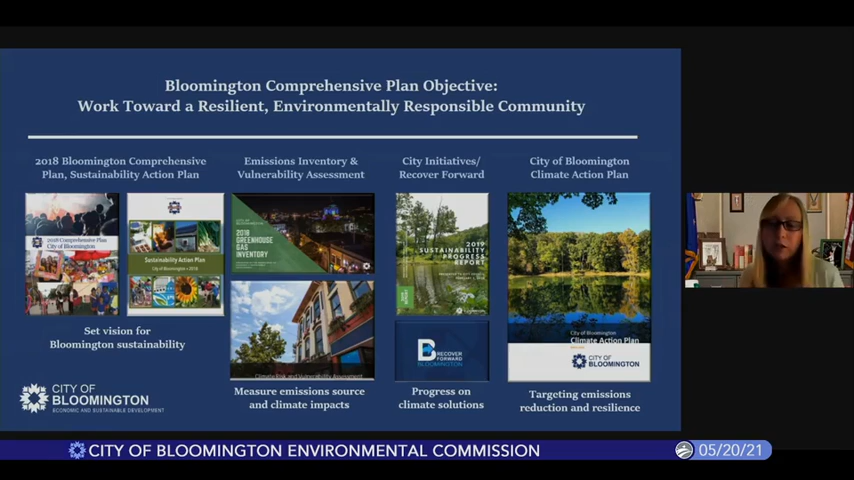 Bloomington Comprehensive Plan Objective:
Work Toward a Resilient, Environmentally Responsible Community
2018 Bloomington Comprehensive
Plan, Sustainability Action Plan
Emissions Inventory &
Vulnerability Assessment
City Initiatives/
Recover Forward
City of Bloomington
Climate Action Plan
2018 Comprehensive Plan
City of Bloomington
Sustainability Action Plan
City of Bloomington
2018
GREENHOUSE
GAS
INVENTORY
Climate Risk and Vulnerability Assessment
2019
SUSTAINABILITY
PROGRESS
REPORT
B RECOVER
FORWARD
BLOOMINGTON
City of Bloomington
Climate Action Plan
CITY OF
BLOOMINGTON
Set vision for
Bloomington sustainability
Measure emissions source
and climate impacts
Progress on
climate solutions
Targeting emissions
reduction and resilience
CITY OF
BLOOMINGTON
ECONOMIC AND SUSTAINABLE DEVELOPMENT
CITY OF BLOOMINGTON ENVIRONMENTAL COMMISSION
05/20/21